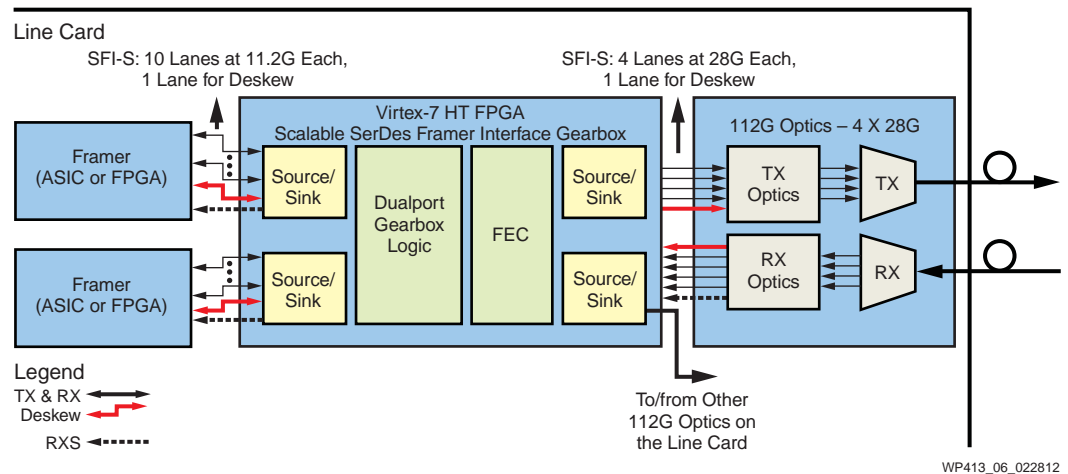 Line Card
SFI-S: 10 Lanes at 11.2G Each,
1 Lane for Deskew
SFI-S: 4 Lanes at 28G Each,
1 Lane for Deskew
Virtex-7 HT FPGA
Scalable SerDes Framer Interface Gearbox
112G Optics – 4 X 28G
Framer
(ASIC or FPGA)
Source/
Sink
Dualport
Gearbox
Logic
FEC
Source/
Sink
TX
Optics
TX
Framer
(ASIC or FPGA)
Source/
Sink
Source/
Sink
RX
Optics
RX
Legend
TX & RX
Deskew
RXS
To/from Other
112G Optics on
the Line Card
WP413_06_022812